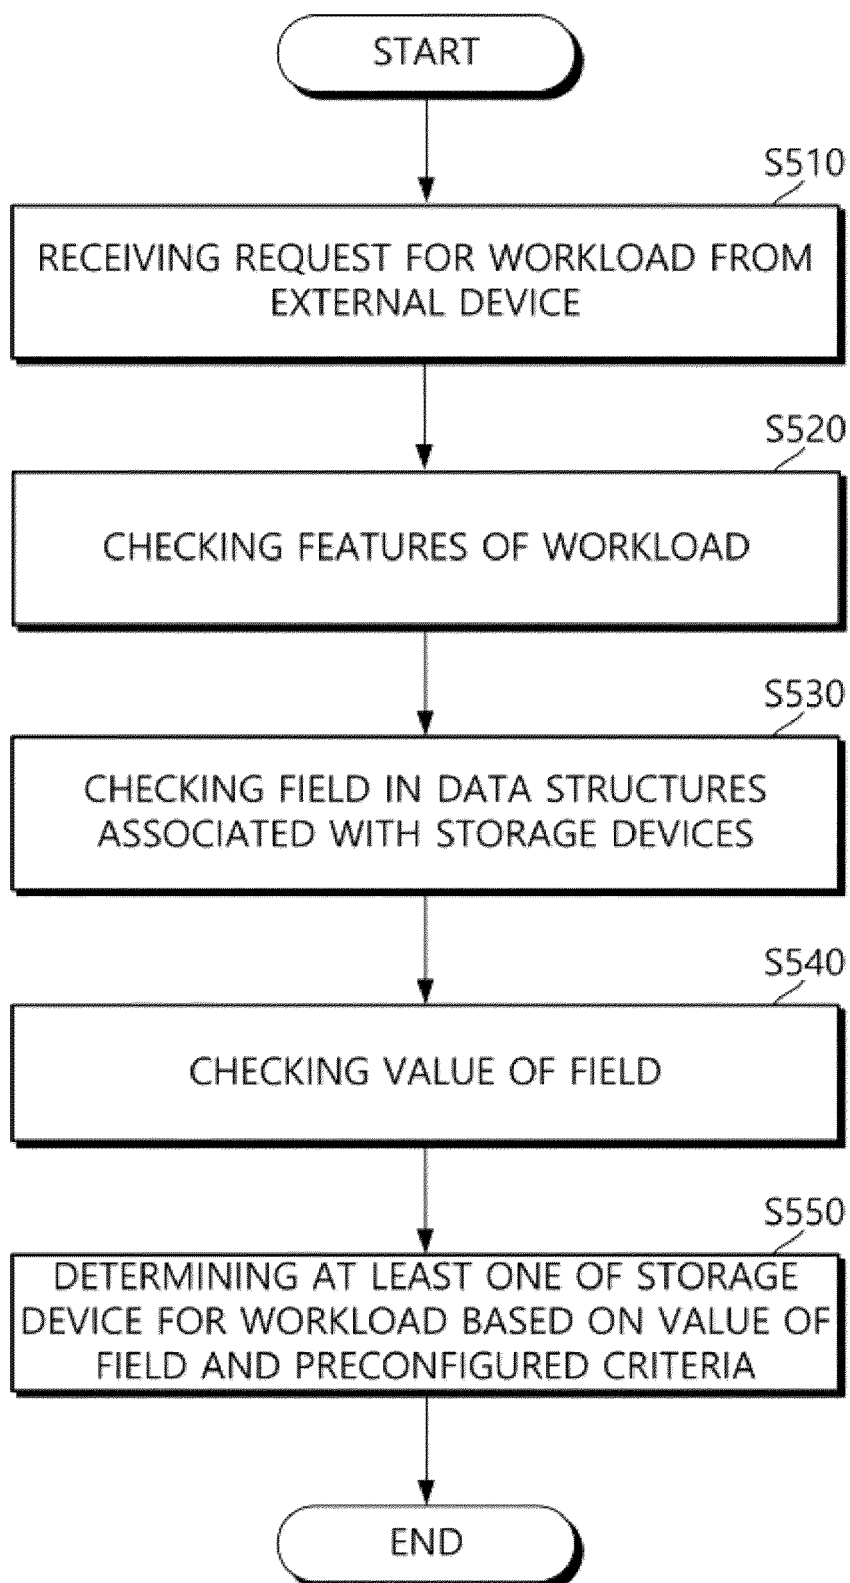 START
S510
RECEIVING REQUEST FOR WORKLOAD FROM
EXTERNAL DEVICE
S520
CHECKING FEATURES OF WORKLOAD
S530
CHECKING FIELD IN DATA STRUCTURES
ASSOCIATED WITH STORAGE DEVICES
S540
CHECKING VALUE OF FIELD
S550
DETERMINING AT LEAST ONE OF STORAGE
DEVICE FOR WORKLOAD BASED ON VALUE OF
FIELD AND PRECONFIGURED CRITERIA
END